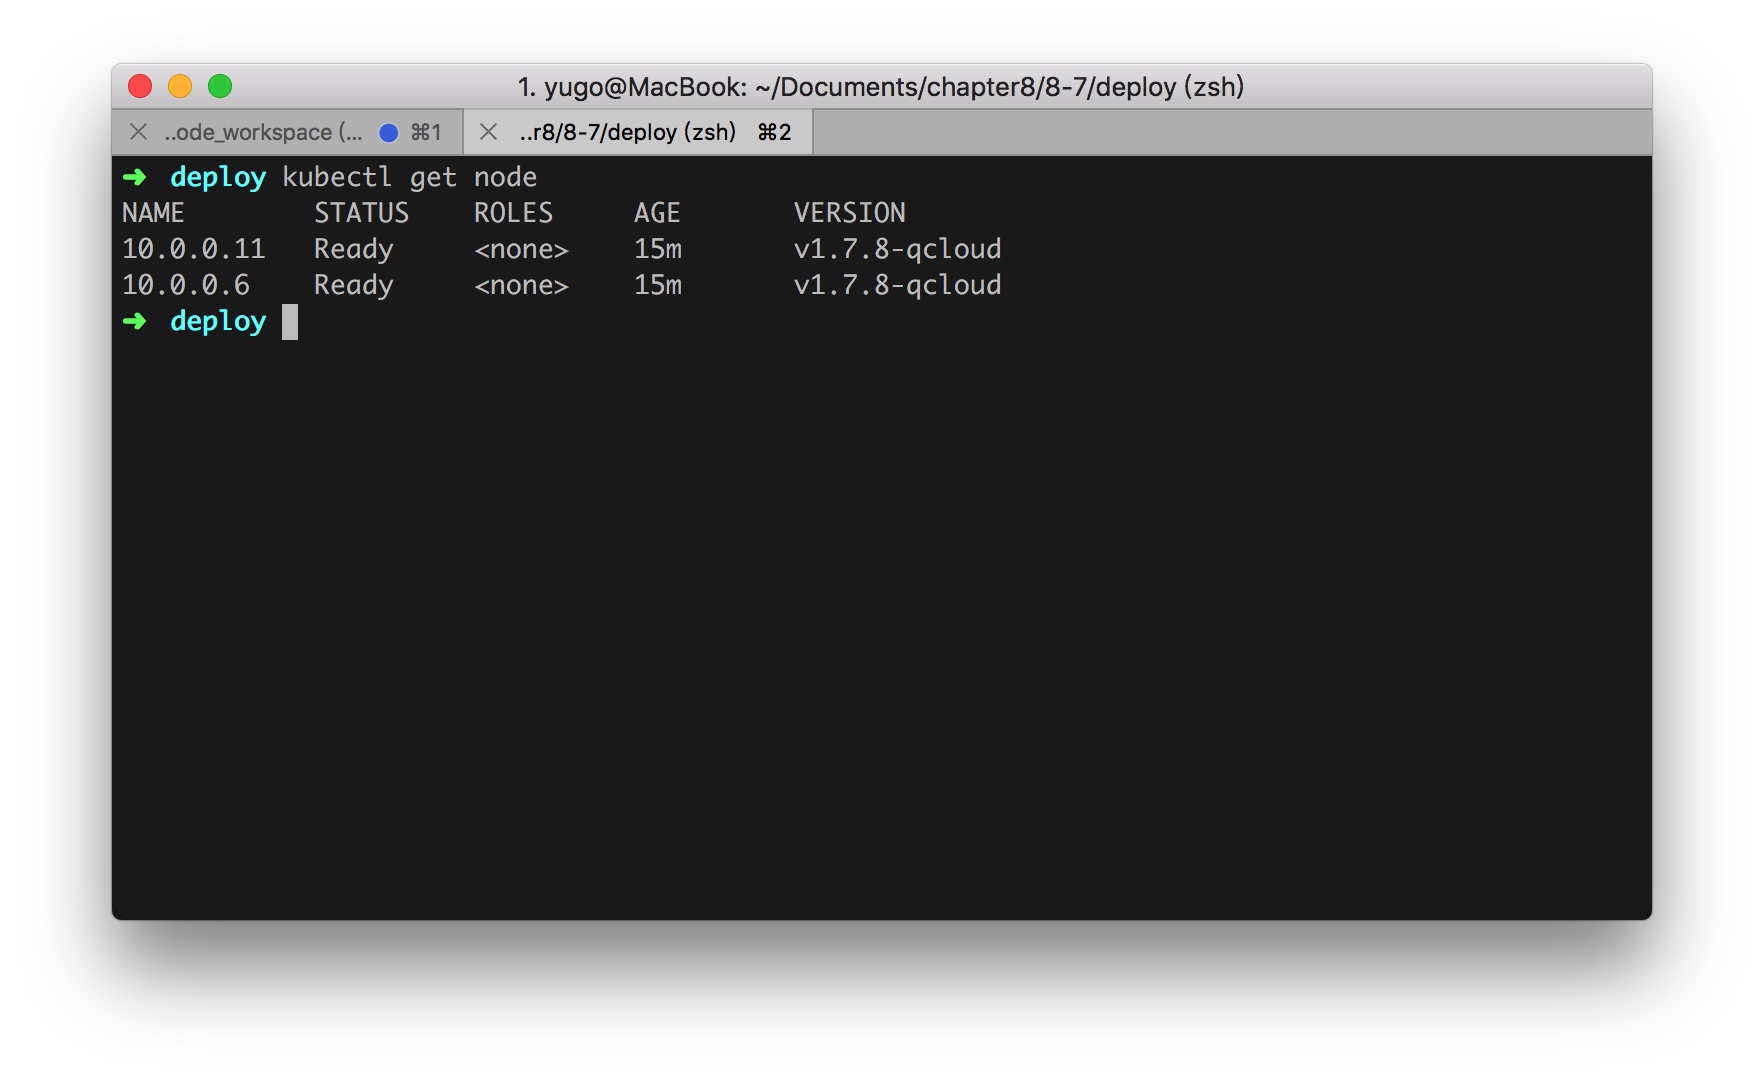 1. yugo@MacBook: ~/Documents/chapter8/8-7/deploy (zsh)
..ode_workspace (... ⌘1 ..r8/8-7/deploy (zsh) ⌘2
➜ deploy kubectl get node
NAME STATUS ROLES AGE VERSION
10.0.0.11 Ready <none> 15m v1.7.8-qcloud
10.0.0.6 Ready <none> 15m v1.7.8-qcloud
➜ deploy